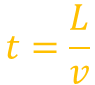 t = L/v